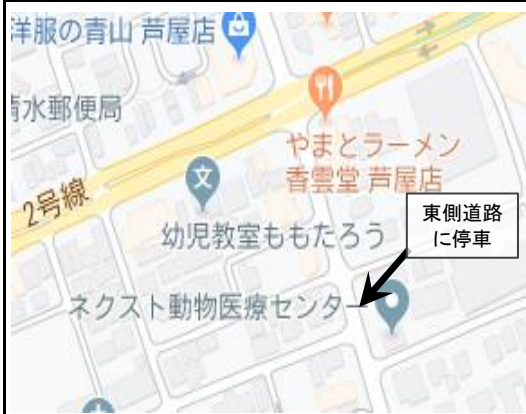 洋服の青山 芦屋店
清水郵便局
やまとラーメン
香雲堂 芦屋店
2号線
文
東側道路
に停車
幼児教室ももたろう
ネクスト動物医療センター